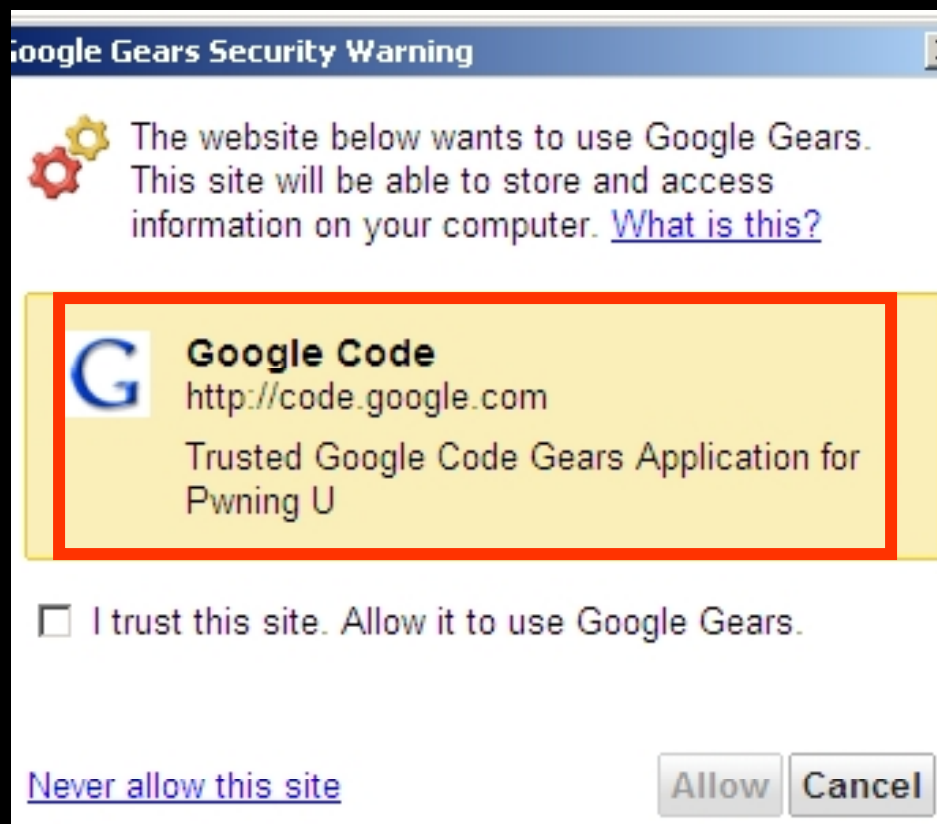 Google Gears Security Warning
The website below wants to use Google Gears.
This site will be able to store and access
information on your computer. What is this?
G
Google Code
http://code.google.com
Trusted Google Code Gears Application for
Pwning U
I trust this site. Allow it to use Google Gears.
Never allow this site
Allow Cancel